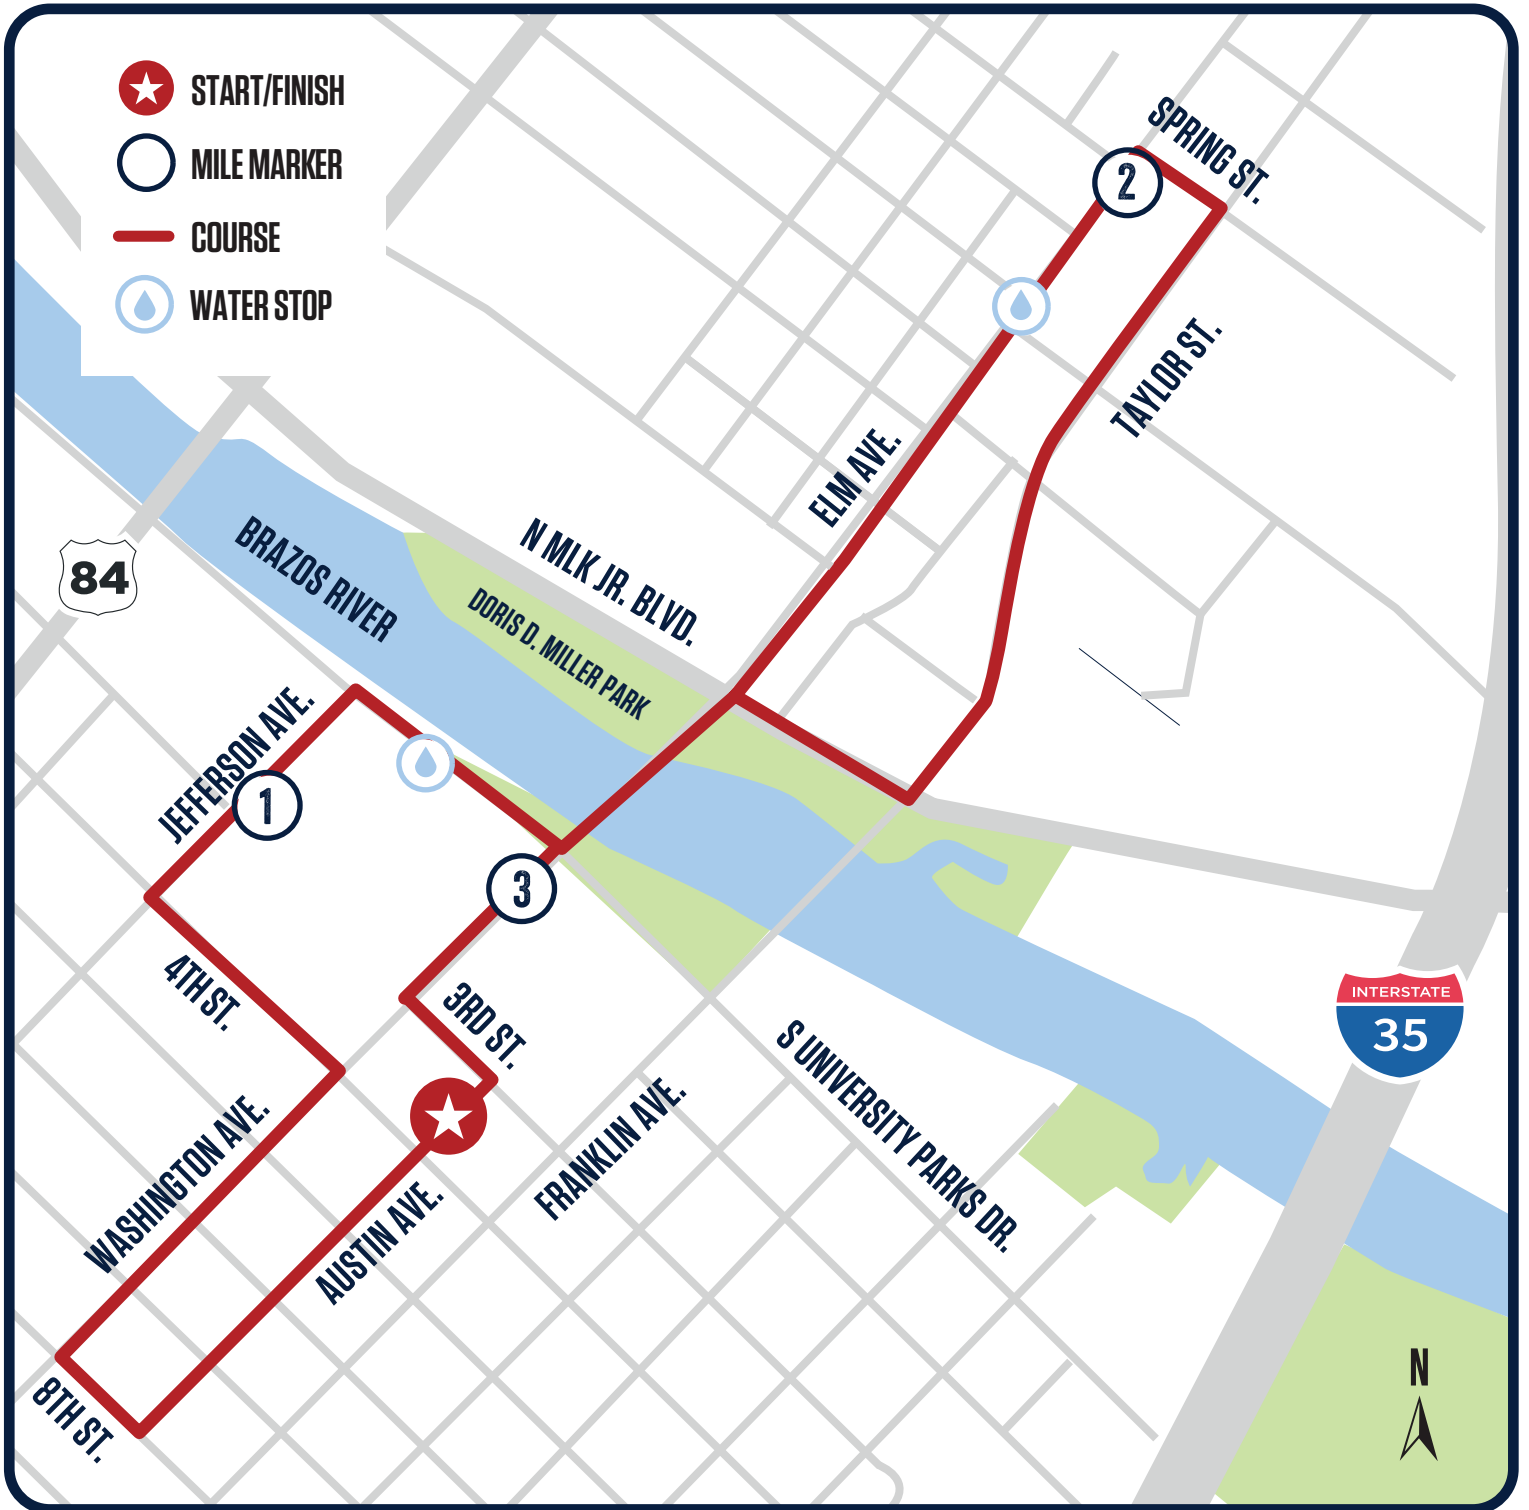 START/FINISH
MILE MARKER
COURSE
WATER STOP
SPRING ST.
2
TAYLOR ST.
ELM AVE.
N MLK JR. BLVD.
BRAZOS RIVER
84
DORIS D. MILLER PARK
JEFFERSON AVE.
1
3
4TH ST.
3RD ST.
INTERSTATE
35
S UNIVERSITY PARKS DR.
FRANKLIN AVE.
WASHINGTON AVE.
AUSTIN AVE.
8TH ST.
N